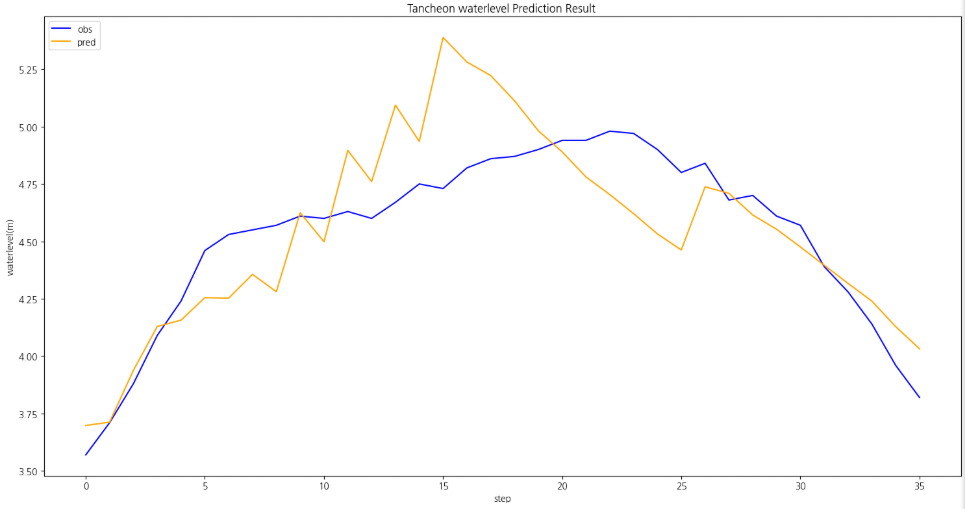 Tancheon waterlevel Prediction Result
obs
pred
5.25
5.00
4.75
4.50
4.25
4.00
3.75
3.50
waterlevel(m)
0 5 10 15 20 25 30 35
step